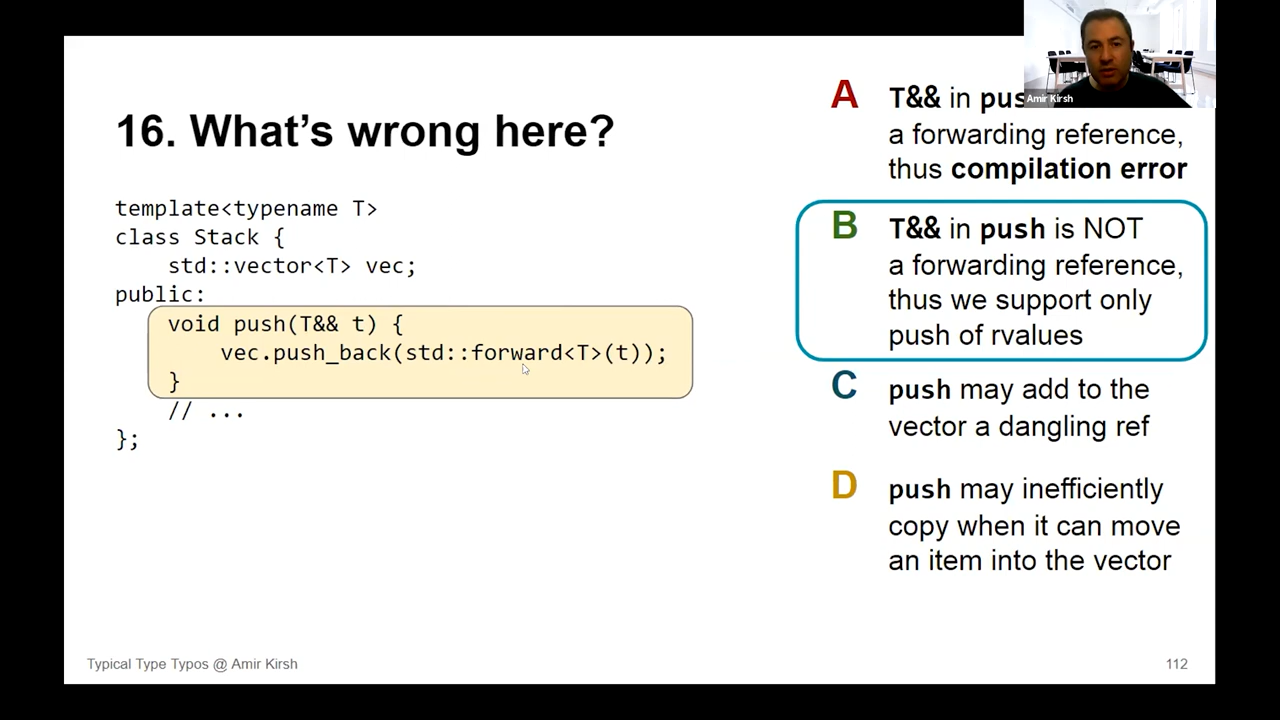 16. What's wrong here?
template<typename T>
class Stack {
    std::vector<T> vec;
public:
    void push(T&& t) {
        vec.push_back(std::forward<T>(t));
    }
    // ...
};
A
T&& in
a forwarding reference,
thus compilation error
B
T&& in push is NOT
a forwarding reference,
thus we support only
push of rvalues
C
push may add to the
vector a dangling ref
D
push may inefficiently
copy when it can move
an item into the vector
Amir Kirsh
Typical Type Typos @ Amir Kirsh
112